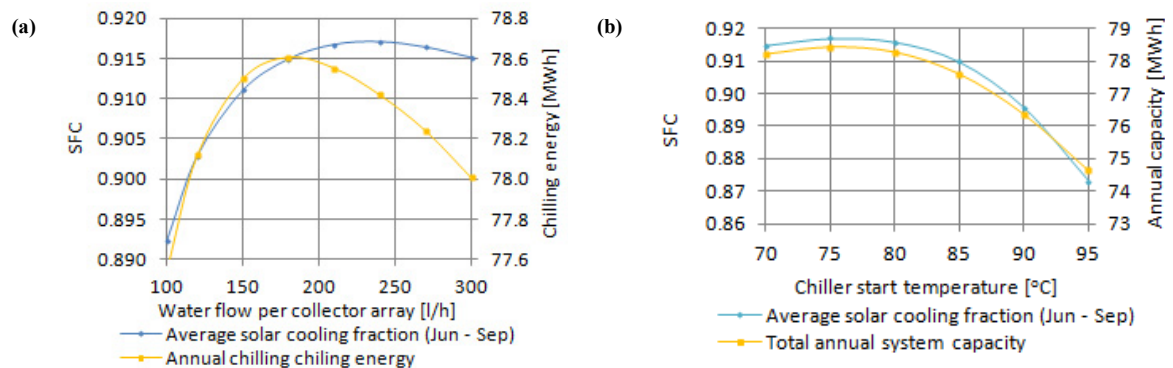 (a)
0.920
0.915
0.910
0.905
0.900
0.895
0.890
SFC
78.8
78.6
78.4
78.2
78.0
77.8
77.6
Chilling energy [MWh]
100 150 200 250 300
Water flow per collector array [l/h]
Average solar cooling fraction (Jun - Sep)
Annual chilling chiling energy
(b)
0.92
0.91
0.90
0.89
0.88
0.87
0.86
SFC
79
78
77
76
75
74
73
Annual capacity [MWh]
70 75 80 85 90 95
Chiller start temperature [°C]
Average solar cooling fraction (Jun - Sep)
Total annual system capacity